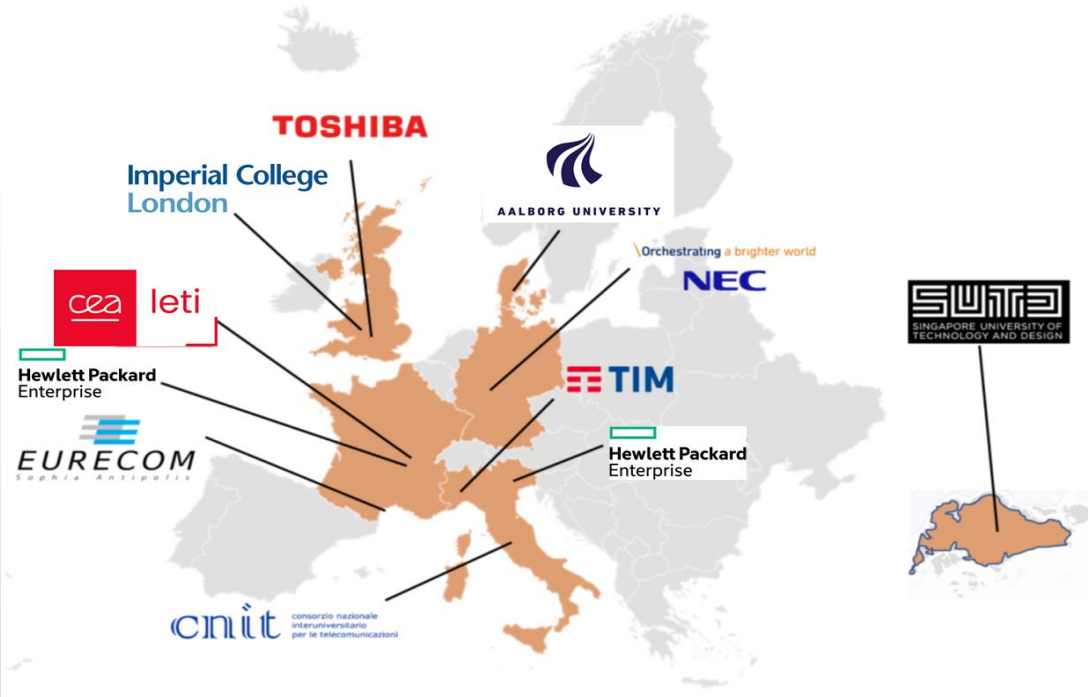 TOSHIBA
Imperial College
London
AALBORG UNIVERSITY
\Orchestrating a brighter world
NEC
cea leti
SUTD
SINGAPORE UNIVERSITY OF
TECHNOLOGY AND DESIGN
Hewlett Packard
Enterprise
TIM
EURECOM
Sophia Antipolis
Hewlett Packard
Enterprise
cnit
consorzio nazionale
interuniversitario
per le telecomunicazioni